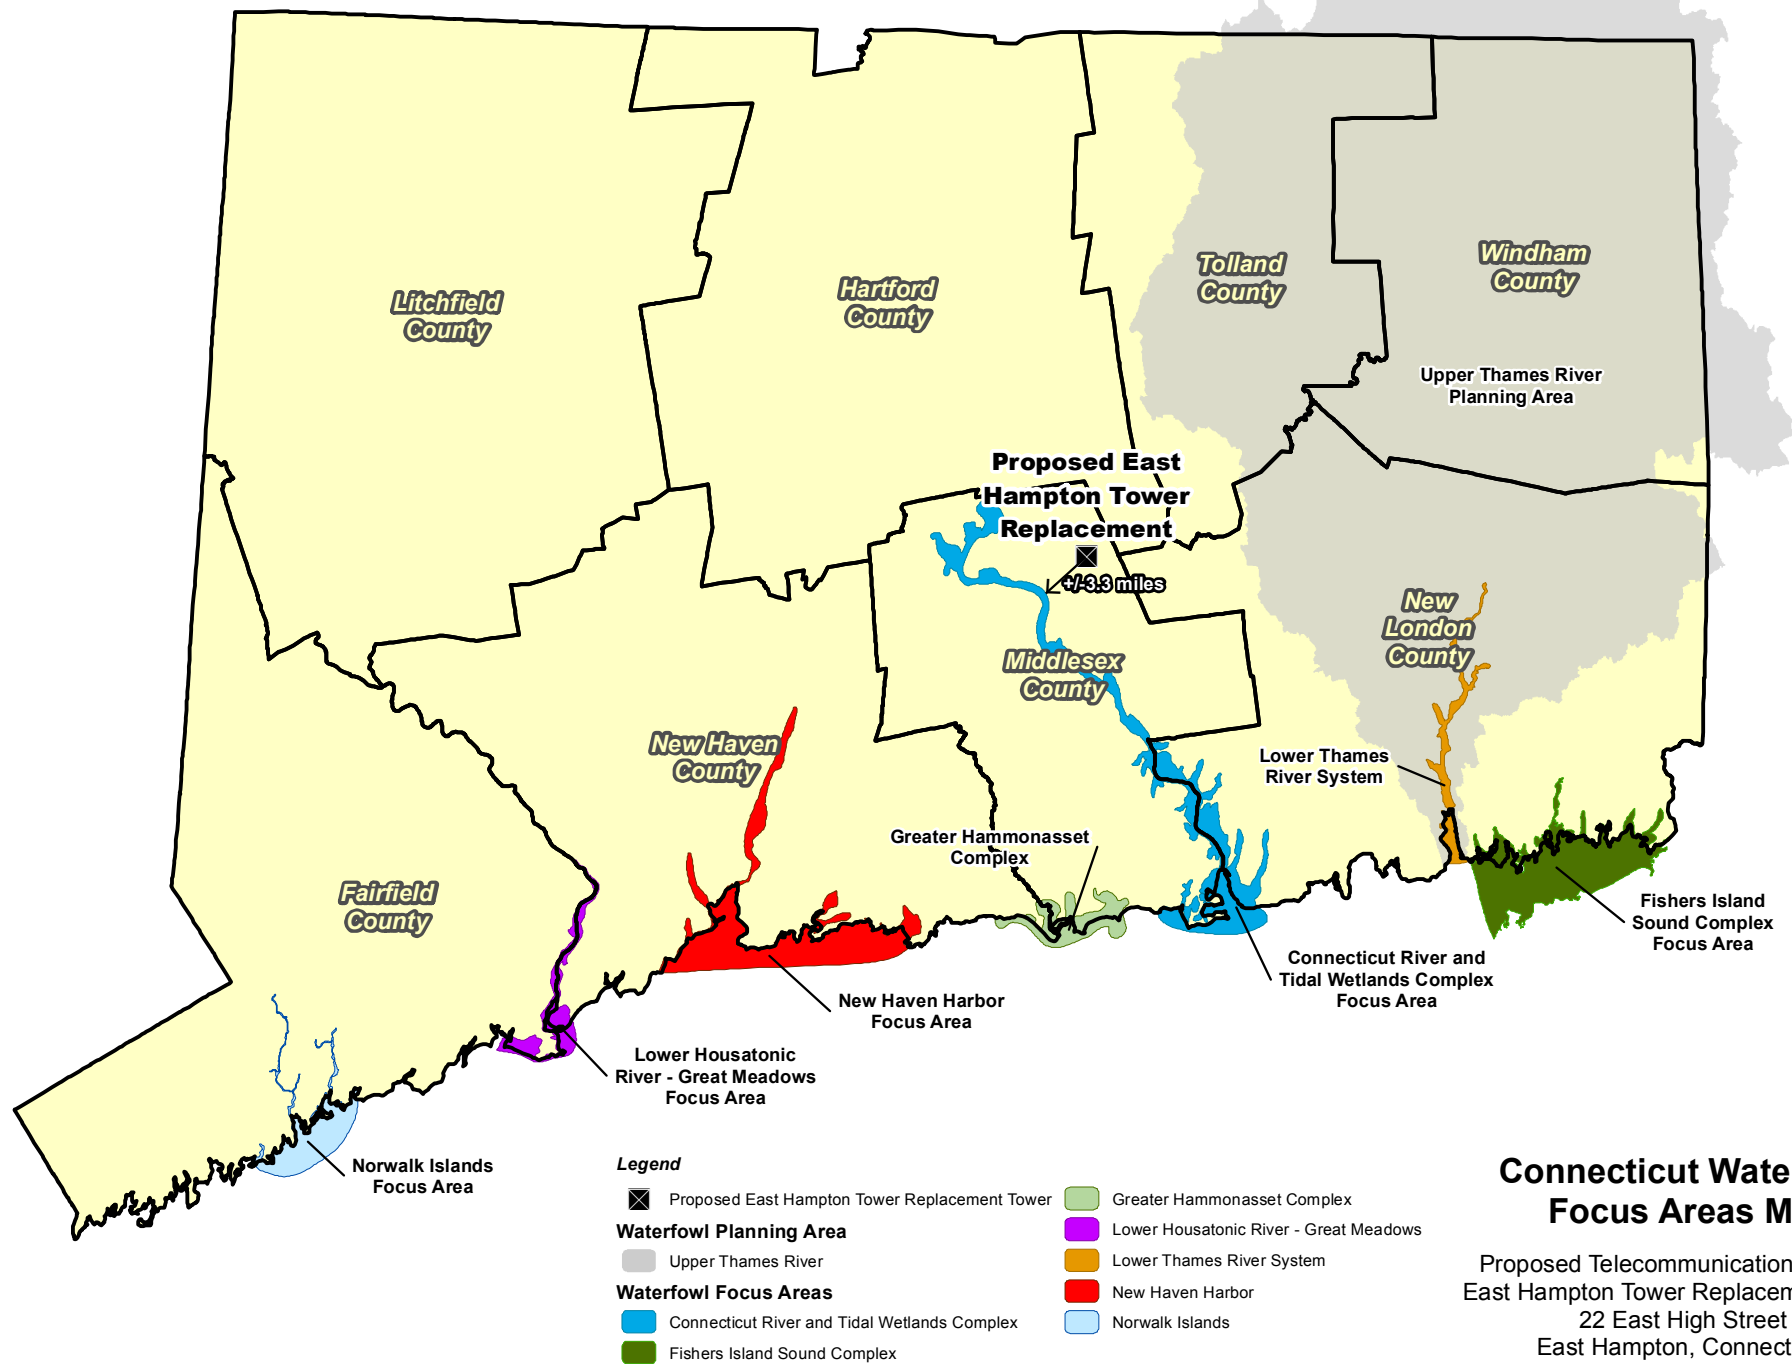 Litchfield
County
Hartford
County
Tolland
County
Windham
County
Upper Thames River
Planning Area
Proposed East
Hampton Tower
Replacement
+/-3.3 miles
New
London
County
Middlesex
County
New Haven
County
Lower Thames
River System
Greater Hammonasset
Complex
Fairfield
County
Fishers Island
Sound Complex
Focus Area
Connecticut River and
Tidal Wetlands Complex
Focus Area
New Haven Harbor
Focus Area
Lower Housatonic
River - Great Meadows
Focus Area
Norwalk Islands
Focus Area
Legend
Proposed East Hampton Tower Replacement Tower
Waterfowl Planning Area
Upper Thames River
Waterfowl Focus Areas
Connecticut River and Tidal Wetlands Complex
Fishers Island Sound Complex
Greater Hammonasset Complex
Lower Housatonic River - Great Meadows
Lower Thames River System
New Haven Harbor
Norwalk Islands
Connecticut Wate
Focus Areas M
Proposed Telecommunication
East Hampton Tower Replacem
22 East High Street
East Hampton, Connect